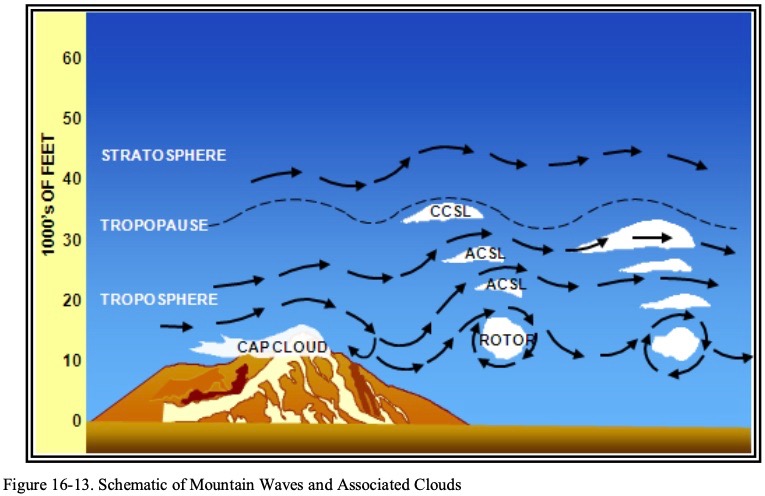 60
50
1000's OF FEET
STRATOSPHERE
40
CCSL
TROPOPAUSE
30
ACSL
ACSL
TROPOSPHERE
20
ROTOR
CAP CLOUD
10
0
Figure 16-13. Schematic of Mountain Waves and Associated Clouds